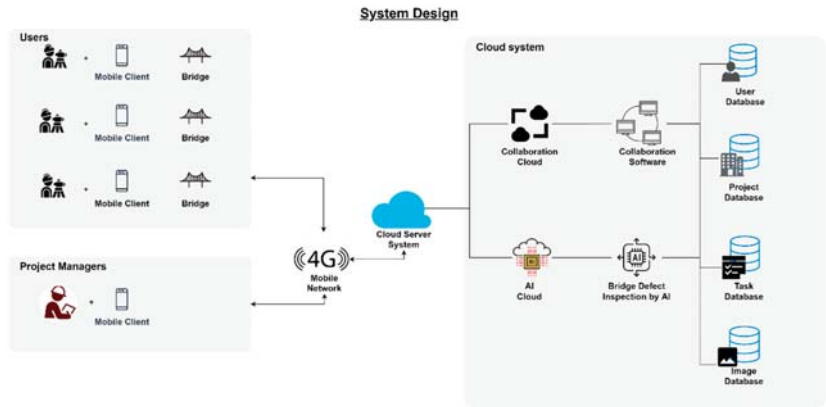 System Design
Users
Mobile Client
Bridge
Mobile Client
Bridge
Mobile Client
Bridge
Project Managers
Mobile Client
4G
Mobile
Network
Cloud Server
System
Cloud system
Collaboration
Cloud
Collaboration
Software
AI
Cloud
AI
Bridge Defect
Inspection by AI
User
Database
Project
Database
Task
Database
Image
Database